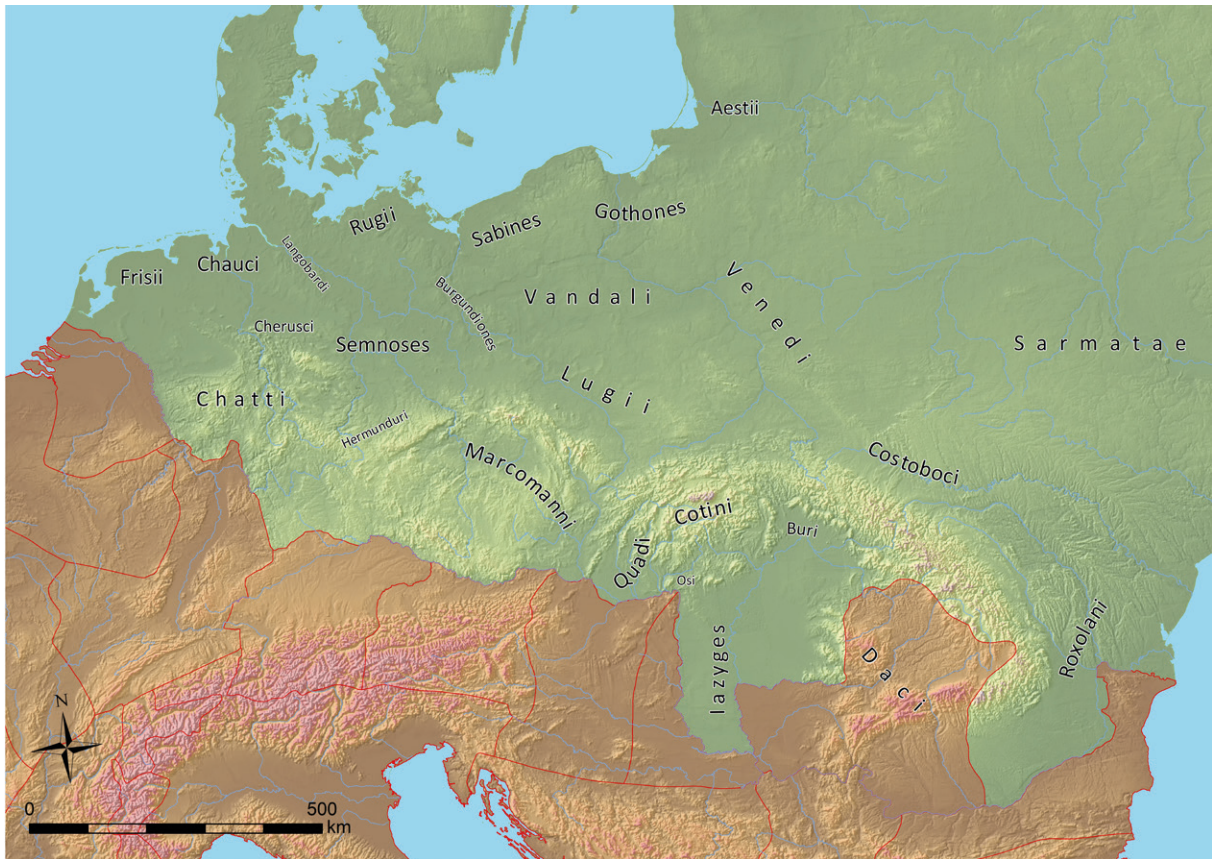 Aestii
Rugii
Sabines
Gothones
Langobardi
Chauci
Frisii
Burgundiones
Vandali
Venedi
Cherusci
Semnoses
Sarmatae
Lugii
Chatti
Hermunduri
Marcomanni
Costoboci
Cotini
Buri
Quadi
Osi
Iazyges
Daci
Roxolani
N
0 500
km